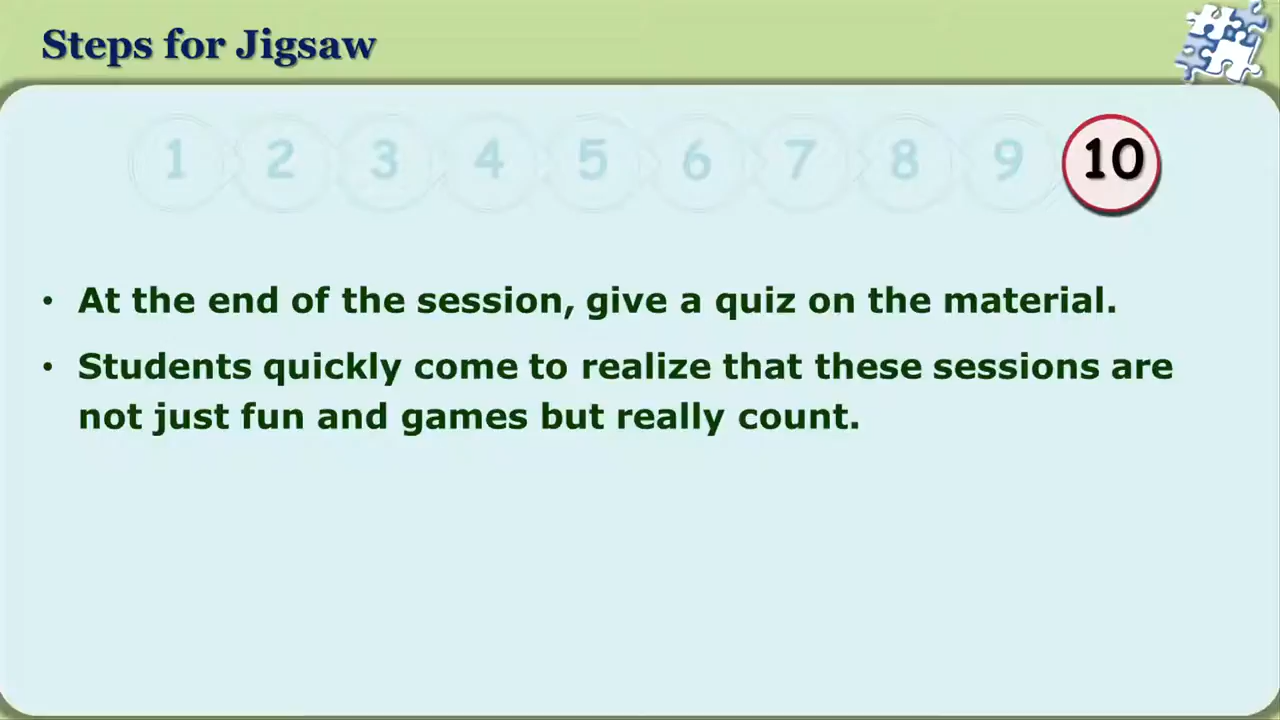 Steps for Jigsaw
1 2 3 4 5 6 7 8 9 10
• At the end of the session, give a quiz on the material.
• Students quickly come to realize that these sessions are
not just fun and games but really count.